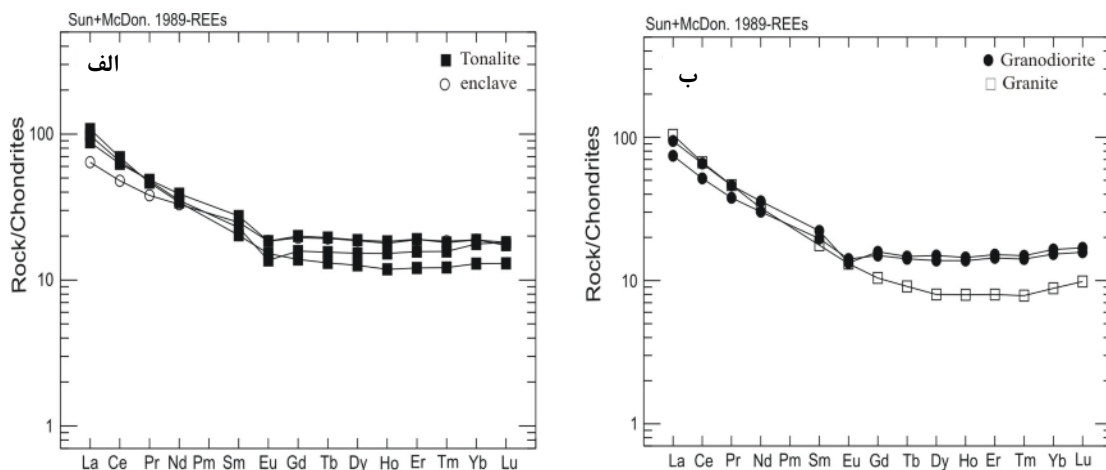 Sun+McDon. 1989-REEs
الف
Tonalite
enclave
Rock/Chondrites
100
10
1
La Ce Pr Nd Pm Sm Eu Gd Tb Dy Ho Er Tm Yb Lu
Sun+McDon. 1989-REEs
ب
Granodiorite
Granite
Rock/Chondrites
100
10
1
La Ce Pr Nd Pm Sm Eu Gd Tb Dy Ho Er Tm Yb Lu